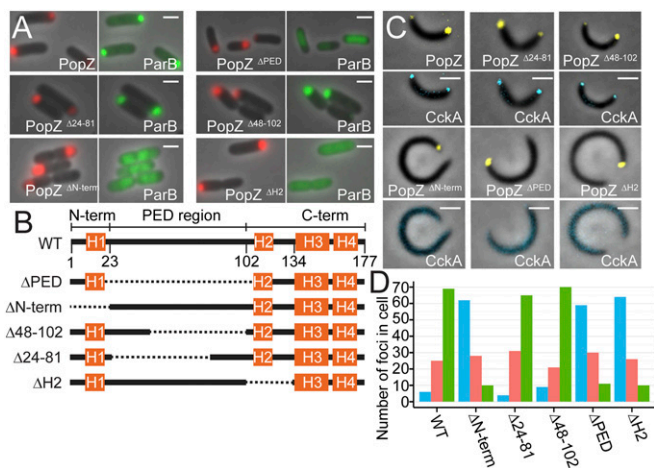 A
PopZ
ParB
PopZ ΔPED
ParB
PopZ Δ24-81
ParB
PopZ Δ48-102
ParB
PopZ ΔN-term
ParB
PopZ ΔH2
ParB
B
N-term PED region C-term
WT H1 H2 H3 H4
1 23 102 134 177
ΔPED H1 H2 H3 H4
ΔN-term H2 H3 H4
Δ48-102 H1 H2 H3 H4
Δ24-81 H1 H2 H3 H4
ΔH2 H1 H3 H4
C
PopZ PopZ Δ24-81 PopZ Δ48-102
CckA CckA CckA
PopZ ΔN-term PopZ ΔPED PopZ ΔH2
CckA CckA CckA
D
Number of foci in cell
70
60
50
40
30
20
10
0
WT ΔN-term Δ24-81 Δ48-102 ΔPED ΔH2